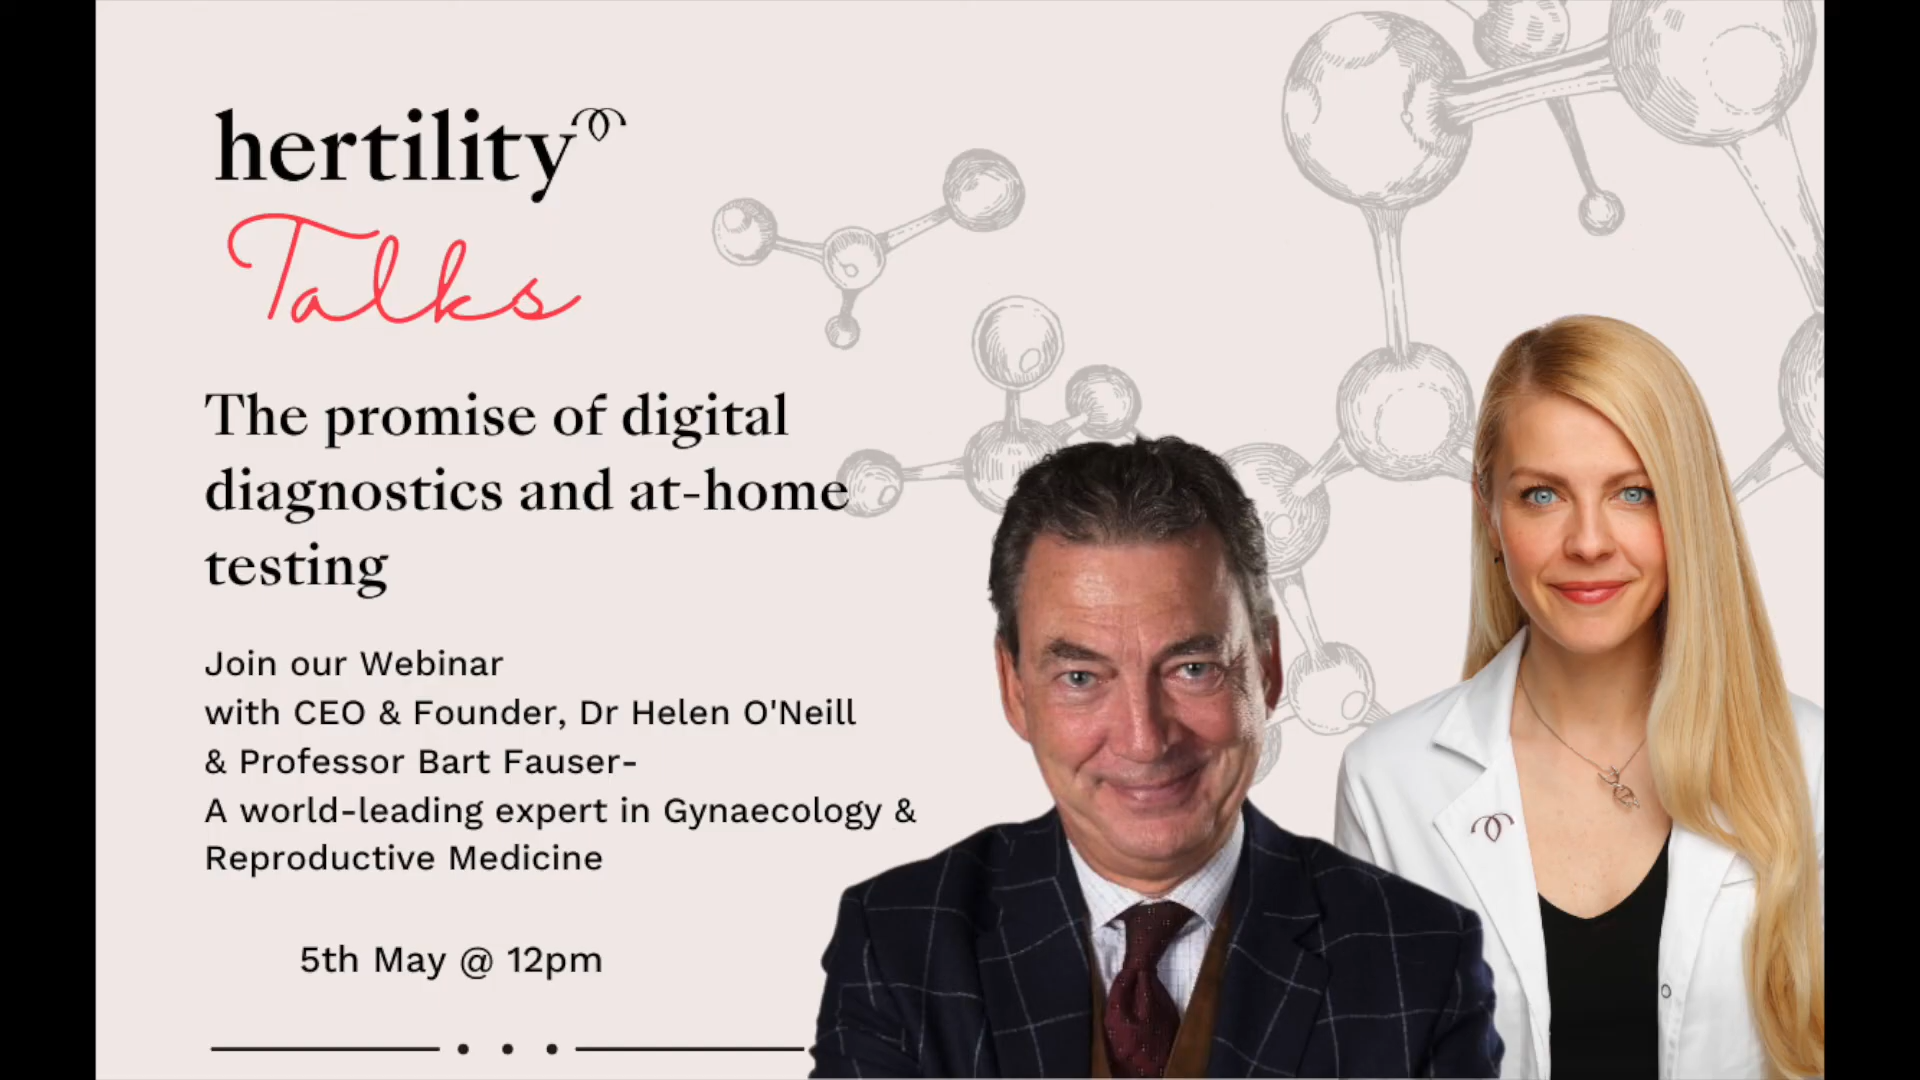 hertility
Talks
The promise of digital
diagnostics and at-home
testing
Join our Webinar
with CEO & Founder, Dr Helen O'Neill
& Professor Bart Fauser-
A world-leading expert in Gynaecology &
Reproductive Medicine
5th May @ 12pm